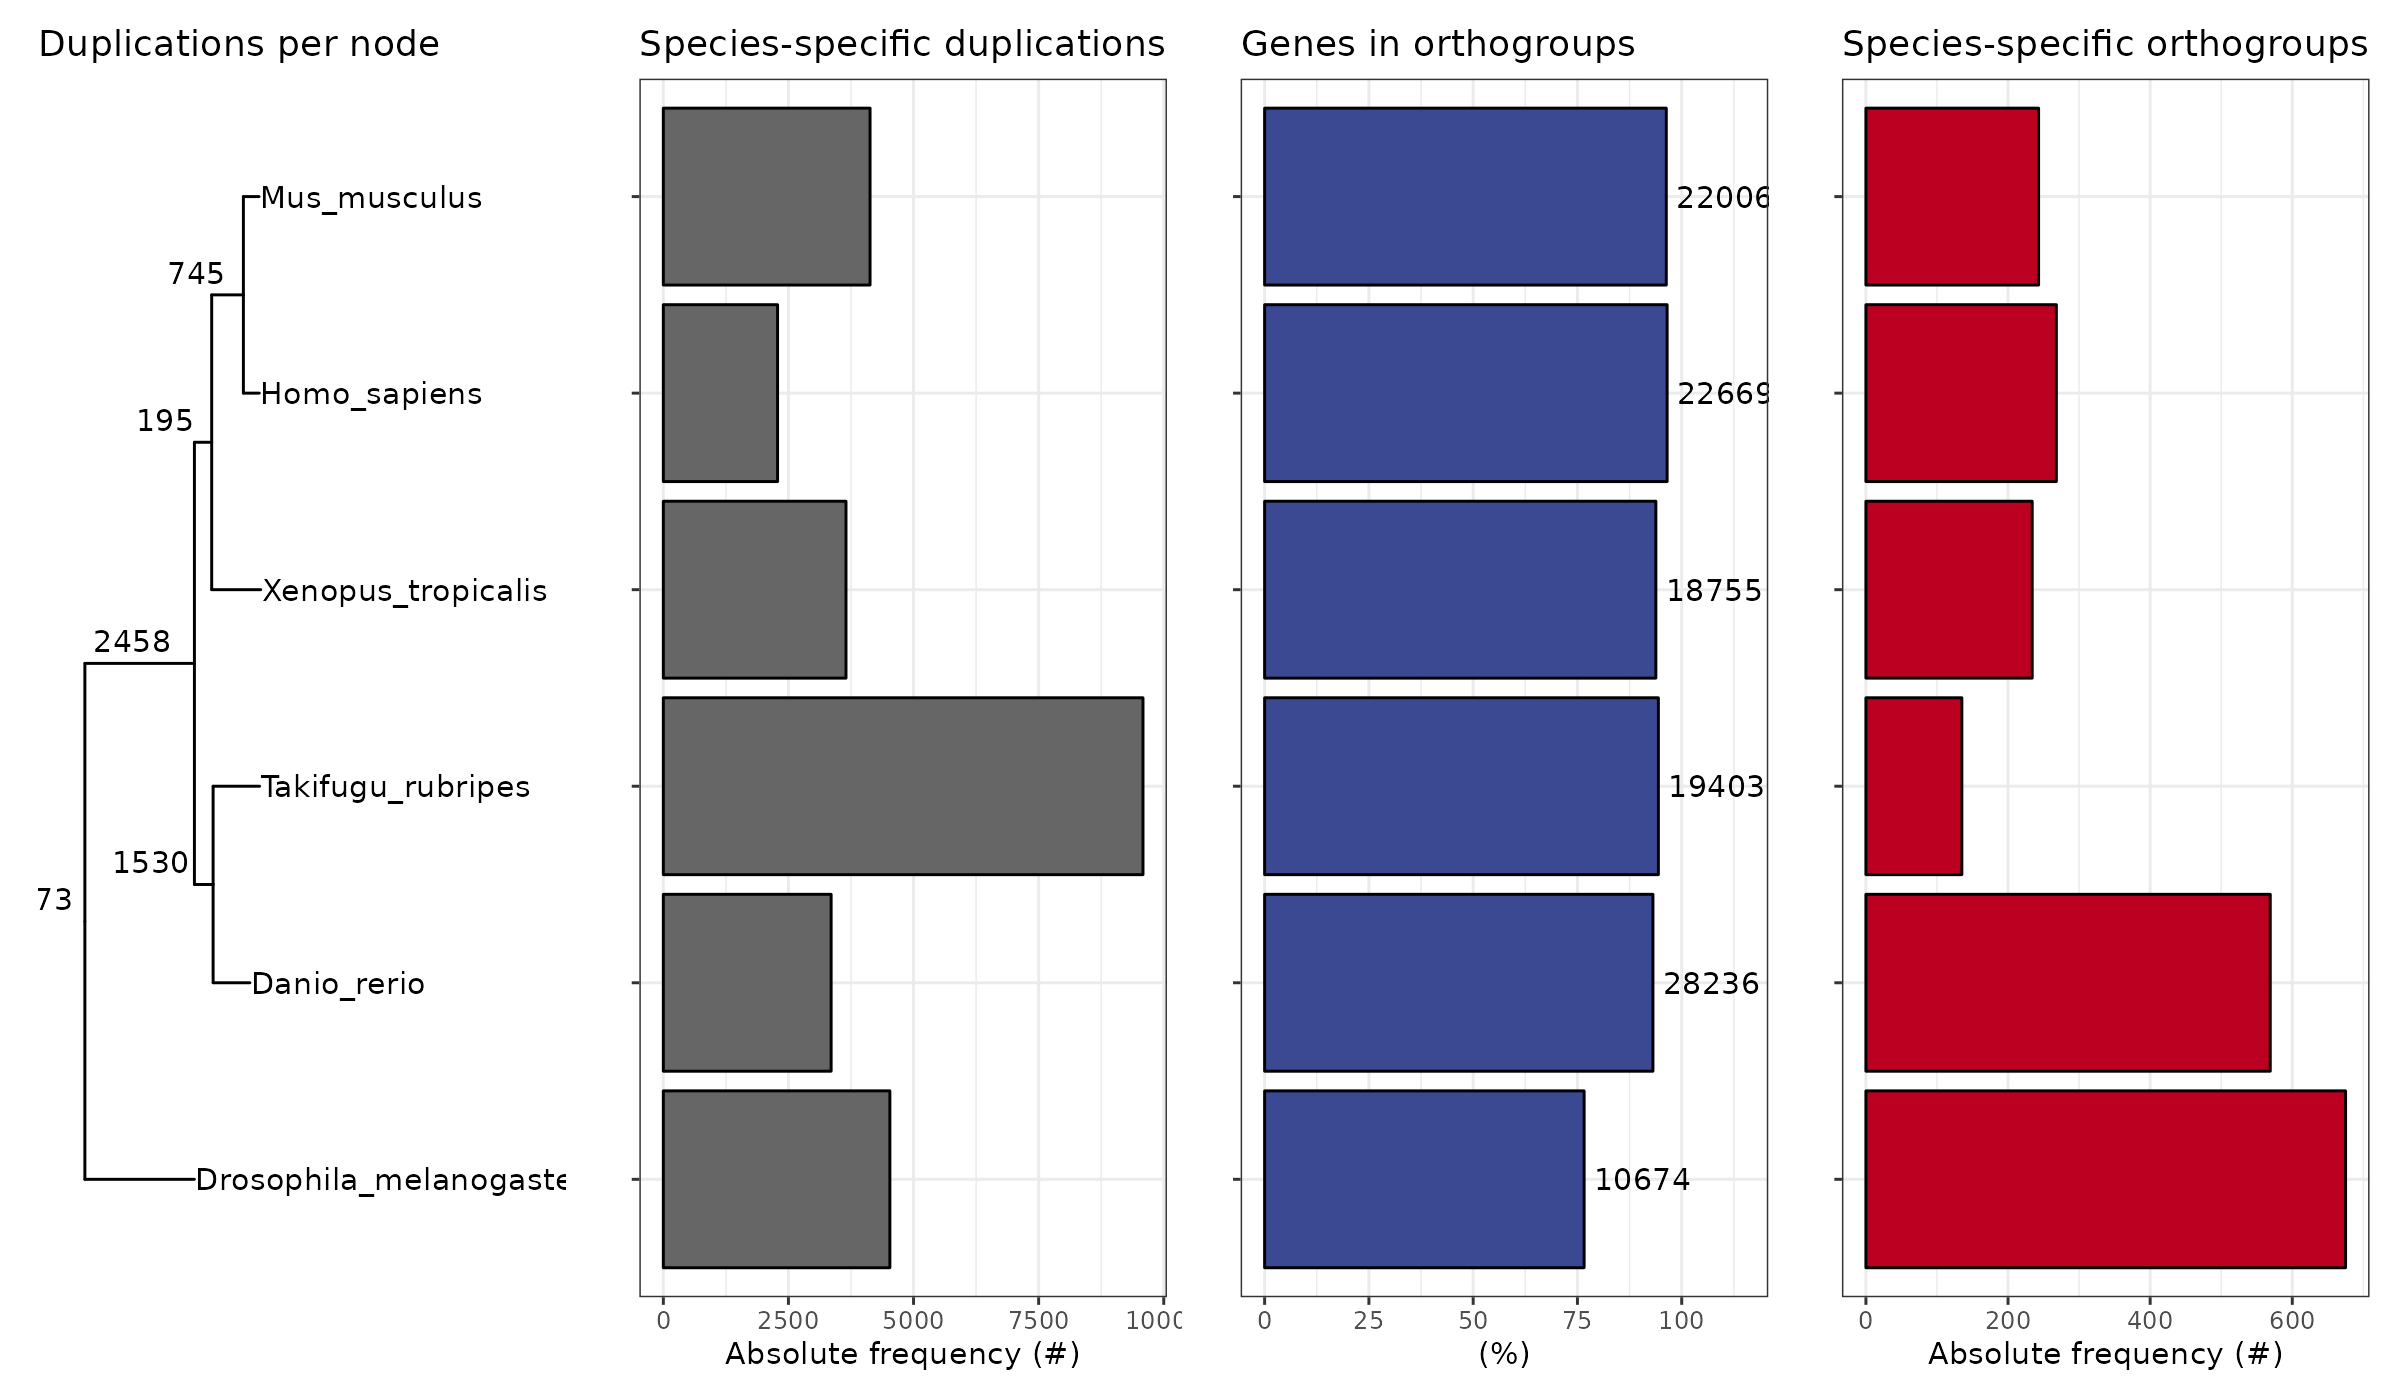 Duplications per node
Species-specific duplications
Genes in orthogroups
Species-specific orthogroups
Mus_musculus
22006
745
Homo_sapiens
22669
195
Xenopus_tropicalis
18755
2458
Takifugu_rubripes
19403
1530
73
Danio_rerio
28236
Drosophila_melanogaste
10674
0 2500 5000 7500 1000
0 25 50 75 100
0 200 400 600
Absolute frequency (#)
(%)
Absolute frequency (#)